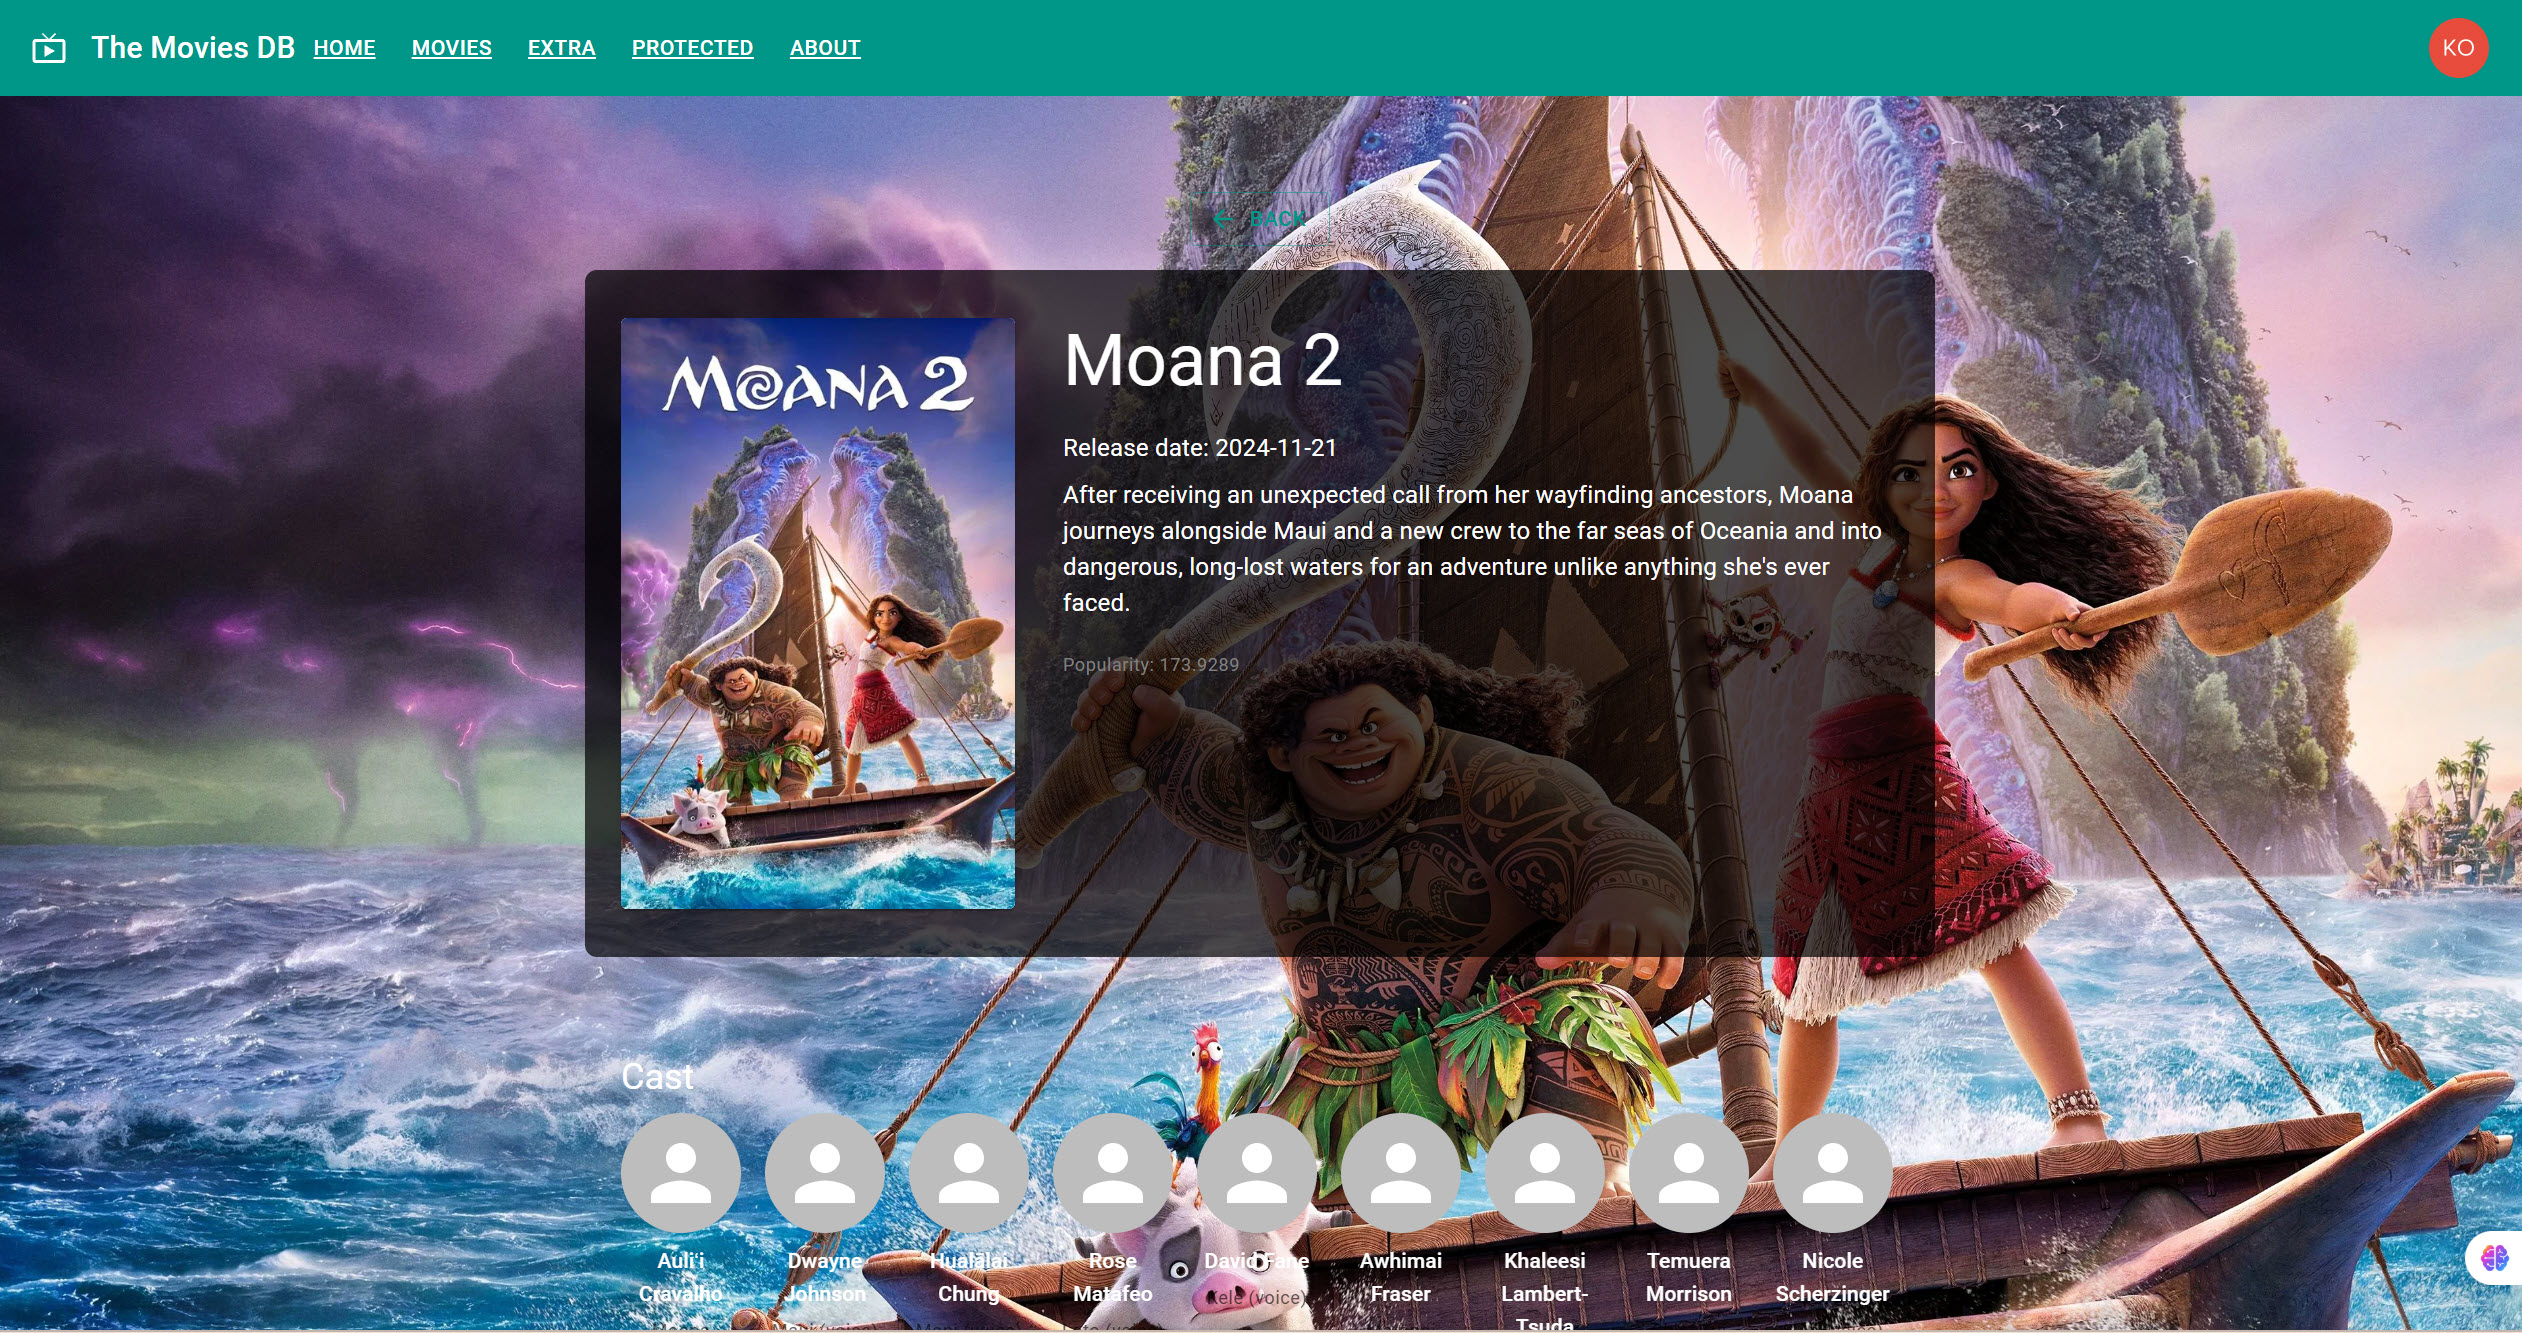 The Movies DB HOME MOVIES EXTRA PROTECTED ABOUT KO
BACK
MOANA 2
Moana 2
Release date: 2024-11-21
After receiving an unexpected call from her wayfinding ancestors, Moana
journeys alongside Maui and a new crew to the far seas of Oceania and into
dangerous, long-lost waters for an adventure unlike anything she's ever
faced.
Popularity: 173.9289
Cast
Auliʻi Cravalho
Dwayne Johnson
Hualālai Chung
Rose Matafeo
David Fane
Kele (voice)
Awhimai Fraser
Khaleesi Lambert-Tsuda
Temuera Morrison
Nicole Scherzinger